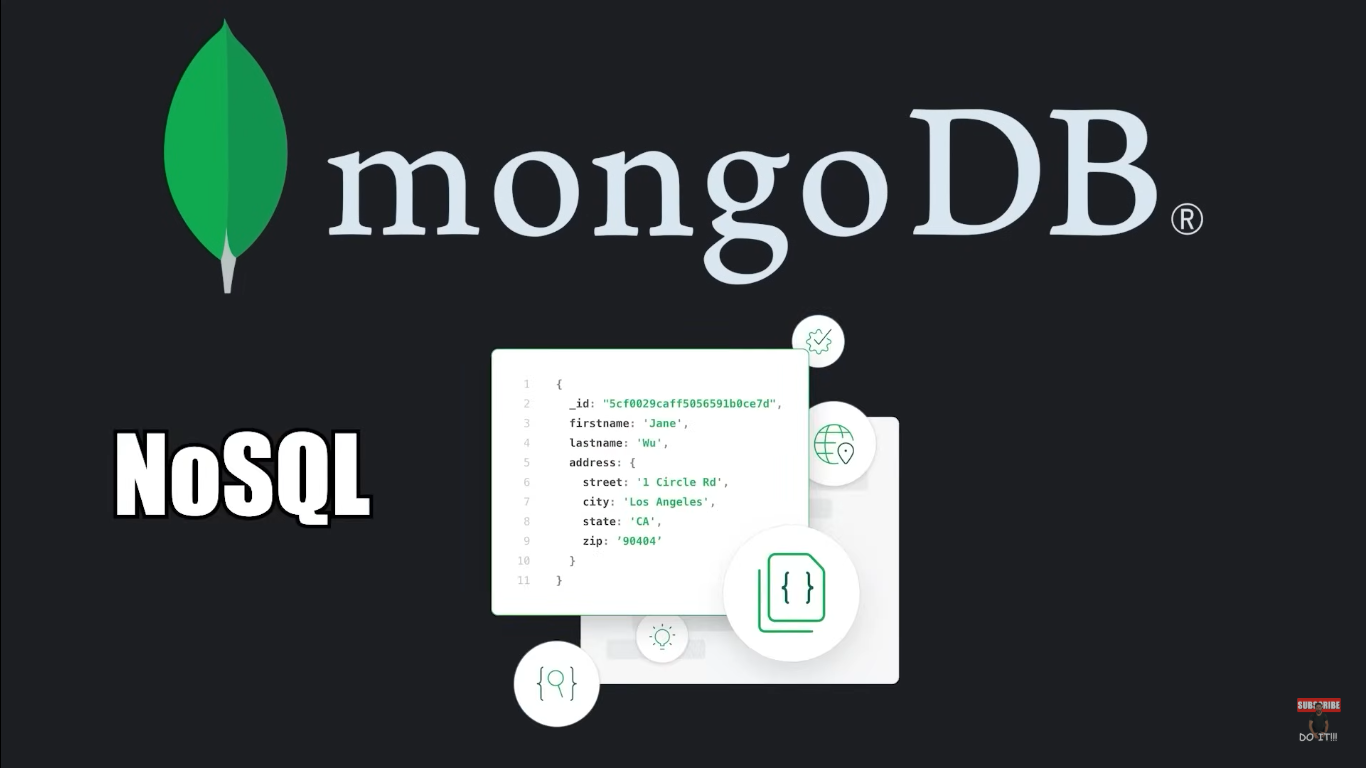 mongoDB®
NoSQL
1 {
2 _id: "5cf0029caff5056591b0ce7d",
3 firstname: 'Jane',
4 lastname: 'Wu',
5 address: {
6 street: '1 Circle Rd',
7 city: 'Los Angeles',
8 state: 'CA',
9 zip: ’90404’
10 }
11 }
{ }
{ }
SUBSCRIBE
DO IT!!!